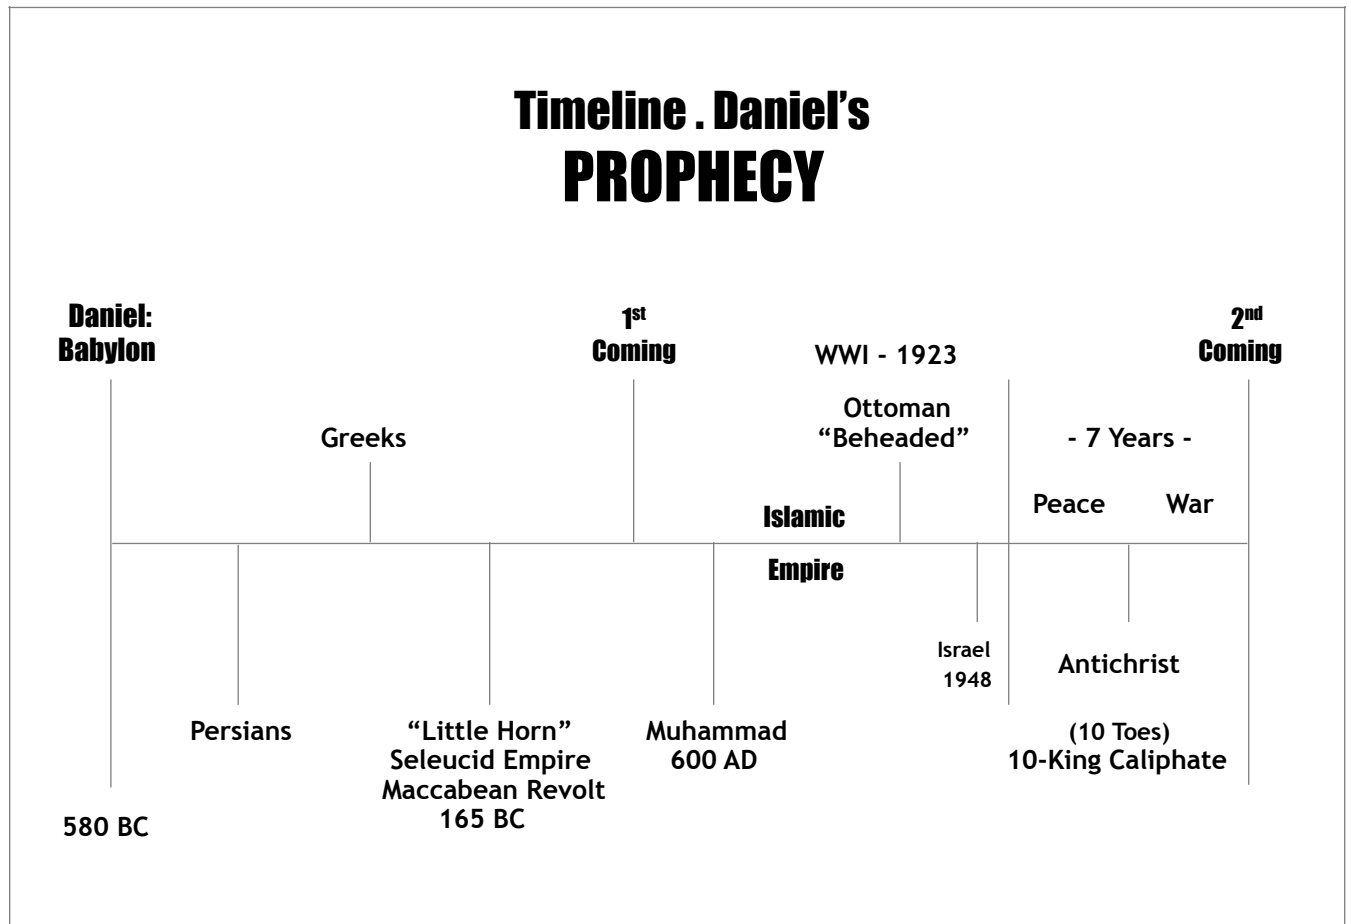 Timeline . Daniel’s
PROPHECY
Daniel:
Babylon
1st
Coming
WWI - 1923
2nd
Coming
Ottoman
“Beheaded”
Greeks
- 7 Years -
Peace
War
Islamic
Empire
Israel
1948
Antichrist
Persians
“Little Horn”
Seleucid Empire
Maccabean Revolt
165 BC
Muhammad
600 AD
(10 Toes)
10-King Caliphate
580 BC